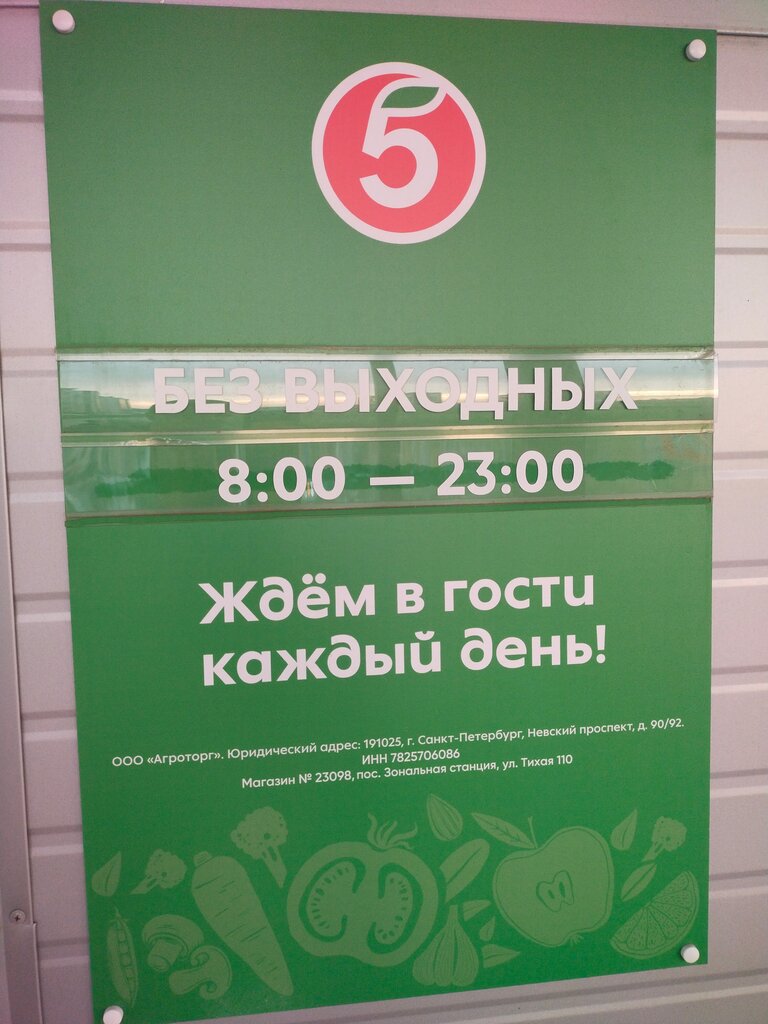 5
БЕЗ ВЫХОДНЫХ
8:00 — 23:00
Ждём в гости
каждый день!
ООО «Агроторг». Юридический адрес: 191025, г. Санкт-Петербург, Невский проспект, д. 90/92.
ИНН 7825706086
Магазин № 23098, пос. Зональная станция, ул. Тихая 110